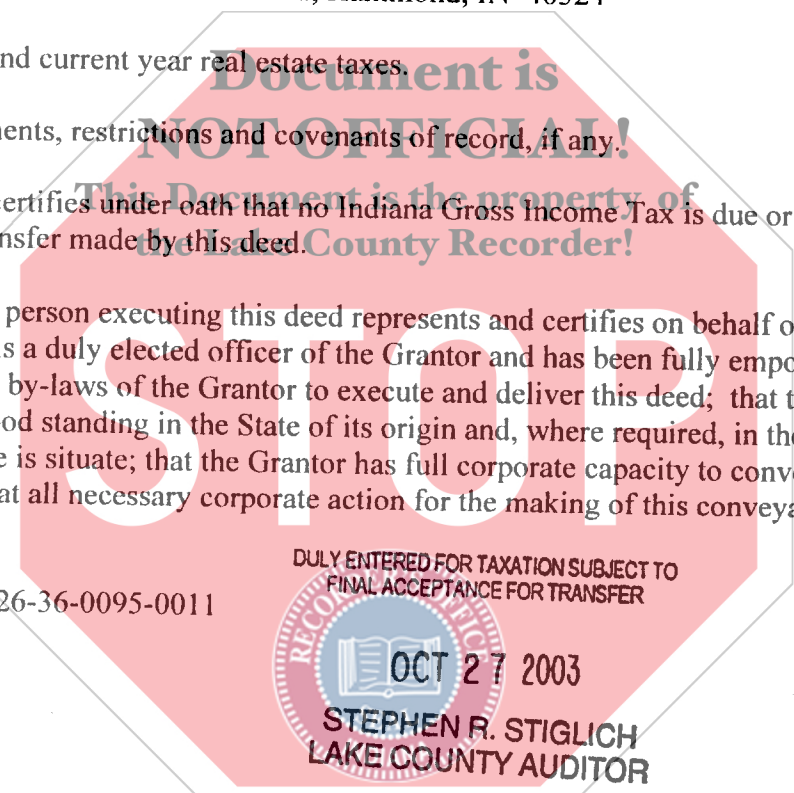 Hammond, IN 46324
nd current year real estate taxes.
ents, restrictions and covenants of record, if any.
ertifies under oath that no Indiana Gross Income Tax is due or
nsfer made by this deed.
person executing this deed represents and certifies on behalf o
s a duly elected officer of the Grantor and has been fully empo
by-laws of the Grantor to execute and deliver this deed; that t
od standing in the State of its origin and, where required, in the
e is situate; that the Grantor has full corporate capacity to conv
at all necessary corporate action for the making of this conveya
Document is
NOT OFFICIAL!
This Document is the property of
the Lake County Recorder!
STOP
DULY ENTERED FOR TAXATION SUBJECT TO
FINAL ACCEPTANCE FOR TRANSFER
26-36-0095-0011
RECORDER'S OFFICE
OCT 27 2003
STEPHEN R. STIGLICH
LAKE COUNTY AUDITOR